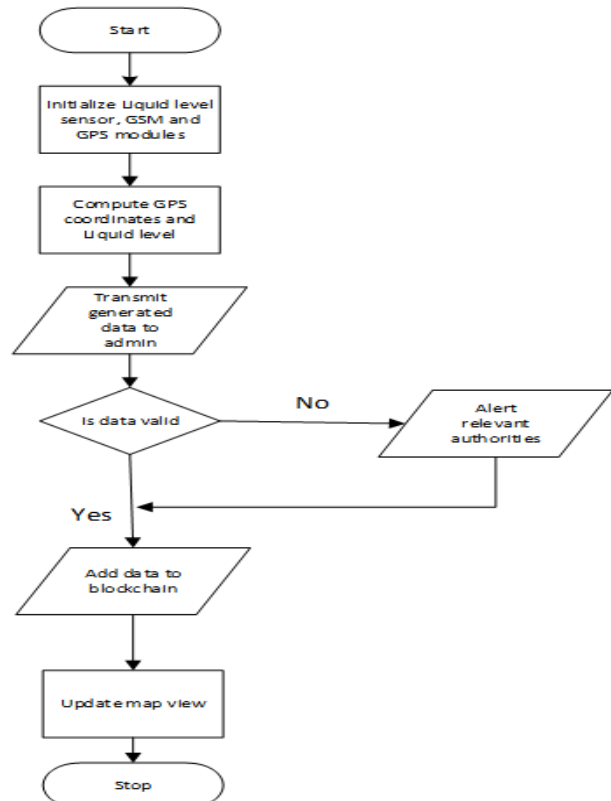 Start
Initialize Liquid level
sensor, GSM and
GPS modules
Compute GPS
coordinates and
Liquid level
Transmit
generated
data to
admin
Is data valid
No
Alert
relevant
authorities
Yes
Add data to
blockchain
Update map view
Stop